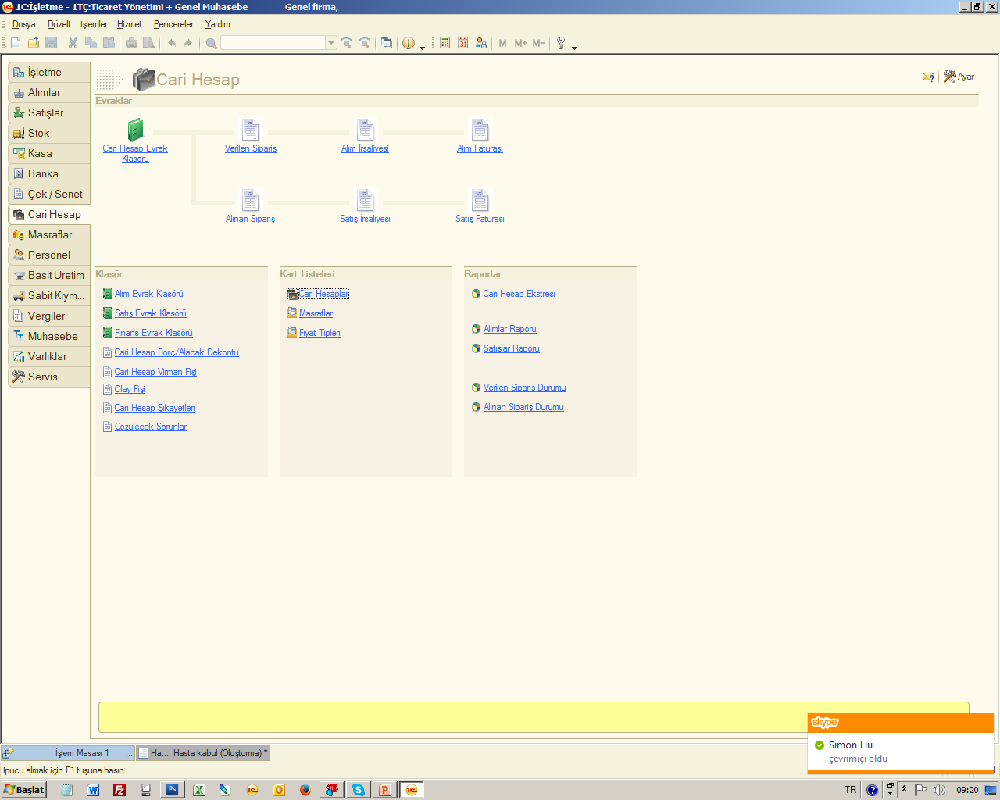 1C:İşletme - 1TÇ:Ticaret Yönetimi + Genel Muhasebe Genel firma,
Dosya Düzelt İşlemler Hizmet Pencereler Yardım
M M+ M-
İşletme
Alımlar
Satışlar
Stok
Kasa
Banka
Çek / Senet
Cari Hesap
Masraflar
Personel
Basit Üretim
Sabit Kıym...
Vergiler
Muhasebe
Varlıklar
Servis
Cari Hesap
Ayar
Evraklar
Cari Hesap Evrak
Klasörü
Verilen Sipariş
Alım İrsaliyesi
Alım Faturası
Alınan Sipariş
Satış İrsaliyesi
Satış Faturası
Klasör
Alım Evrak Klasörü
Satış Evrak Klasörü
Finans Evrak Klasörü
Cari Hesap Borç/Alacak Dekontu
Cari Hesap Virman Fişi
Olay Fişi
Cari Hesap Şikayetleri
Çözülecek Sorunlar
Kart Listeleri
Cari Hesaplar
Masraflar
Fiyat Tipleri
Raporlar
Cari Hesap Ekstresi
Alımlar Raporu
Satışlar Raporu
Verilen Sipariş Durumu
Alınan Sipariş Durumu
skype
Simon Liu
çevrimiçi oldu
İşlem Masası 1 ...
Ha...: Hasta kabul (Oluşturma) *
İpucu almak için F1 tuşuna basın
Başlat
TR
09:20